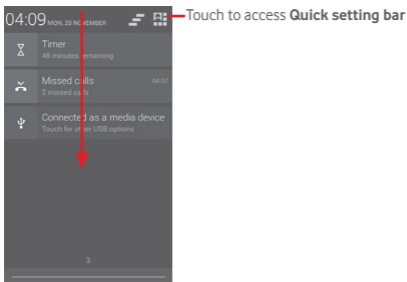 04:09 MON, 25 NOVEMBER
Touch to access Quick setting bar
Timer
48 minutes remaining
Missed calls 04:07
2 missed calls
Connected as a media device
Touch for other USB options
3